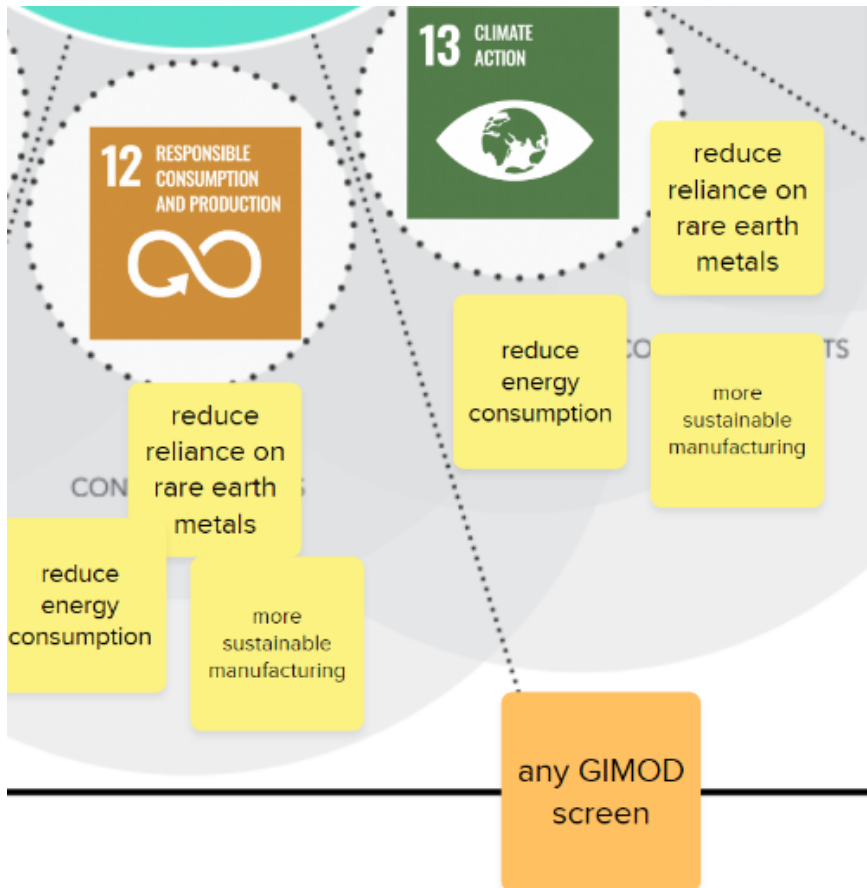 13 CLIMATE
ACTION
12 RESPONSIBLE
CONSUMPTION
AND PRODUCTION
reduce
reliance on
rare earth
metals
reduce
energy
consumption
more
sustainable
manufacturing
reduce
reliance on
rare earth
metals
reduce
energy
consumption
more
sustainable
manufacturing
any GIMOD
screen